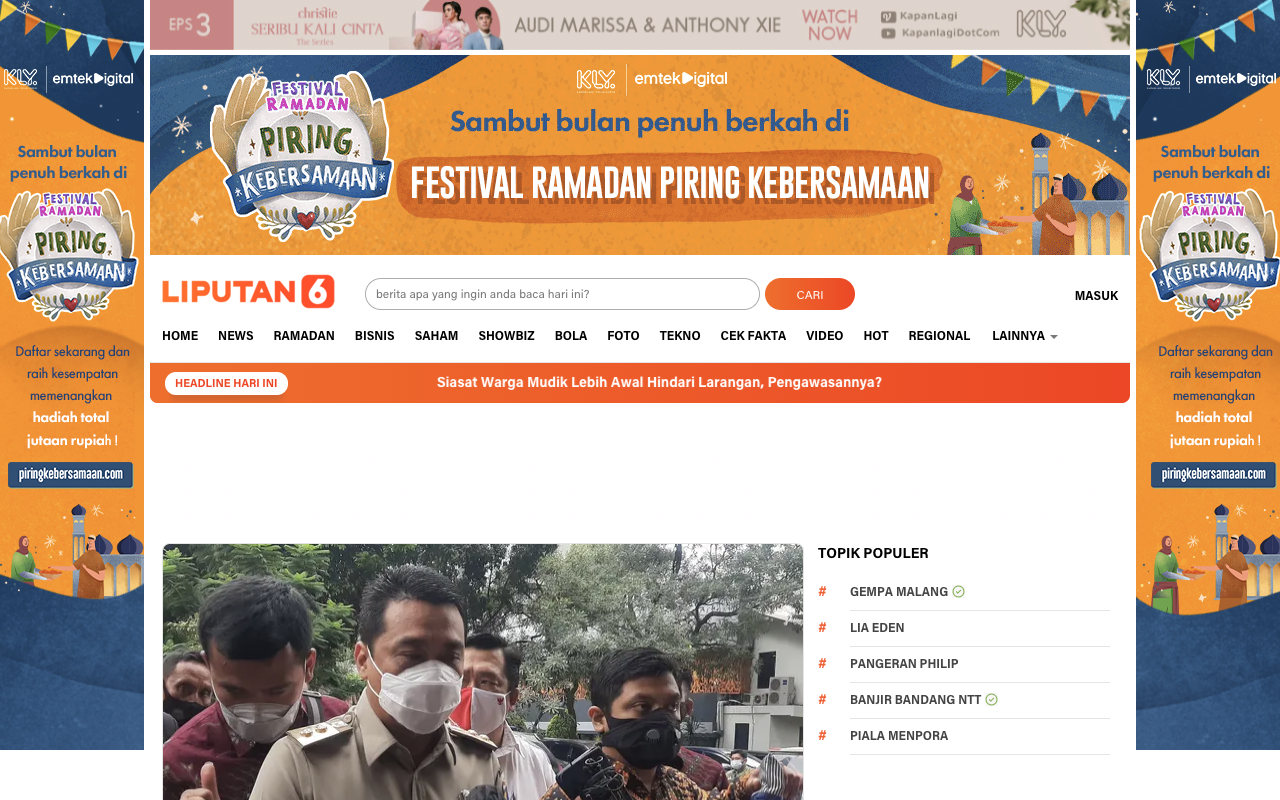 EPS 3
christie
SERIBU KALI CINTA
The Series
AUDI MARISSA & ANTHONY XIE
WATCH NOW
KapanLagi
KapanlagiDotCom
KLY.
KLY. emtek Digital
Sambut bulan
penuh berkah di
FESTIVAL
RAMADAN
PIRING
KEBERSAMAAN
Daftar sekarang dan
raih kesempatan
memenangkan
hadiah total
jutaan rupiah !
piringkebersamaan.com
FESTIVAL
RAMADAN
PIRING
KEBERSAMAAN
KLY. emtek Digital
Sambut bulan penuh berkah di
FESTIVAL RAMADAN PIRING KEBERSAMAAN
KLY. emtek Digital
Sambut bulan
penuh berkah di
FESTIVAL
RAMADAN
PIRING
KEBERSAMAAN
Daftar sekarang dan
raih kesempatan
memenangkan
hadiah total
jutaan rupiah !
piringkebersamaan.com
LIPUTAN 6
berita apa yang ingin anda baca hari ini?
CARI
MASUK
HOME NEWS RAMADAN BISNIS SAHAM SHOWBIZ BOLA FOTO TEKNO CEK FAKTA VIDEO HOT REGIONAL LAINNYA
HEADLINE HARI INI
Siasat Warga Mudik Lebih Awal Hindari Larangan, Pengawasannya?
TOPIK POPULER
# GEMPA MALANG
# LIA EDEN
# PANGERAN PHILIP
# BANJIR BANDANG NTT
# PIALA MENPORA